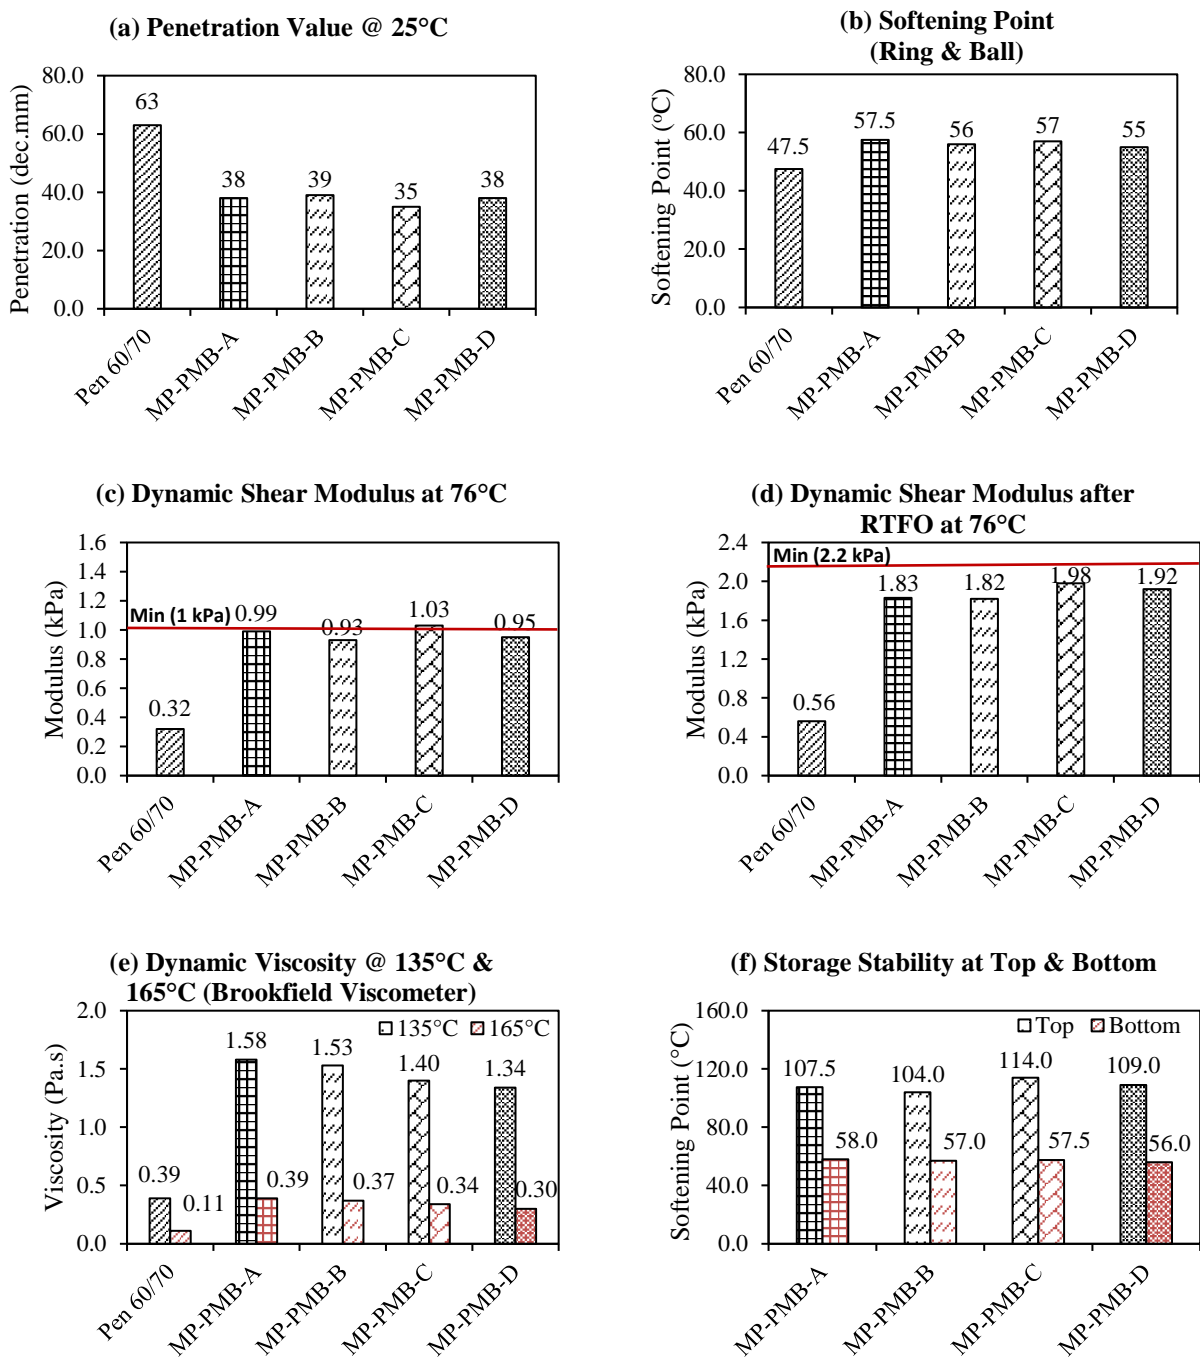 (a) Penetration Value @ 25°C
Penetration (dec.mm)
80.0
60.0
40.0
20.0
0.0
63
38
39
35
38
Pen 60/70
MP-PMB-A
MP-PMB-B
MP-PMB-C
MP-PMB-D
(b) Softening Point
(Ring & Ball)
Softening Point (°C)
80.0
60.0
40.0
20.0
0.0
47.5
57.5
56
57
55
Pen 60/70
MP-PMB-A
MP-PMB-B
MP-PMB-C
MP-PMB-D
(c) Dynamic Shear Modulus at 76°C
Modulus (kPa)
1.6
1.4
1.2
1.0
0.8
0.6
0.4
0.2
0.0
Min (1 kPa)
0.32
0.99
0.93
1.03
0.95
Pen 60/70
MP-PMB-A
MP-PMB-B
MP-PMB-C
MP-PMB-D
(d) Dynamic Shear Modulus after
RTFO at 76°C
Modulus (kPa)
2.4
2.0
1.6
1.2
0.8
0.4
0.0
Min (2.2 kPa)
0.56
1.83
1.82
1.98
1.92
Pen 60/70
MP-PMB-A
MP-PMB-B
MP-PMB-C
MP-PMB-D
(e) Dynamic Viscosity @ 135°C &
165°C (Brookfield Viscometer)
Viscosity (Pa.s)
2.0
1.5
1.0
0.5
0.0
135°C 165°C
0.39
0.11
1.58
0.39
1.53
0.37
1.40
0.34
1.34
0.30
Pen 60/70
MP-PMB-A
MP-PMB-B
MP-PMB-C
MP-PMB-D
(f) Storage Stability at Top & Bottom
Softening Point (°C)
160.0
120.0
80.0
40.0
0.0
Top Bottom
107.5
58.0
104.0
57.0
114.0
57.5
109.0
56.0
MP-PMB-A
MP-PMB-B
MP-PMB-C
MP-PMB-D